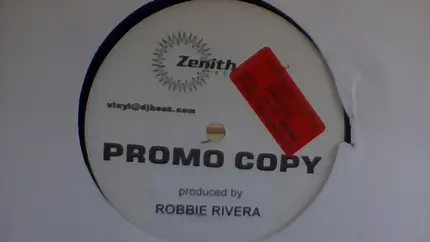 Zenith
vinyl@djbeat.com
PROMO COPY
produced by
ROBBIE RIVERA